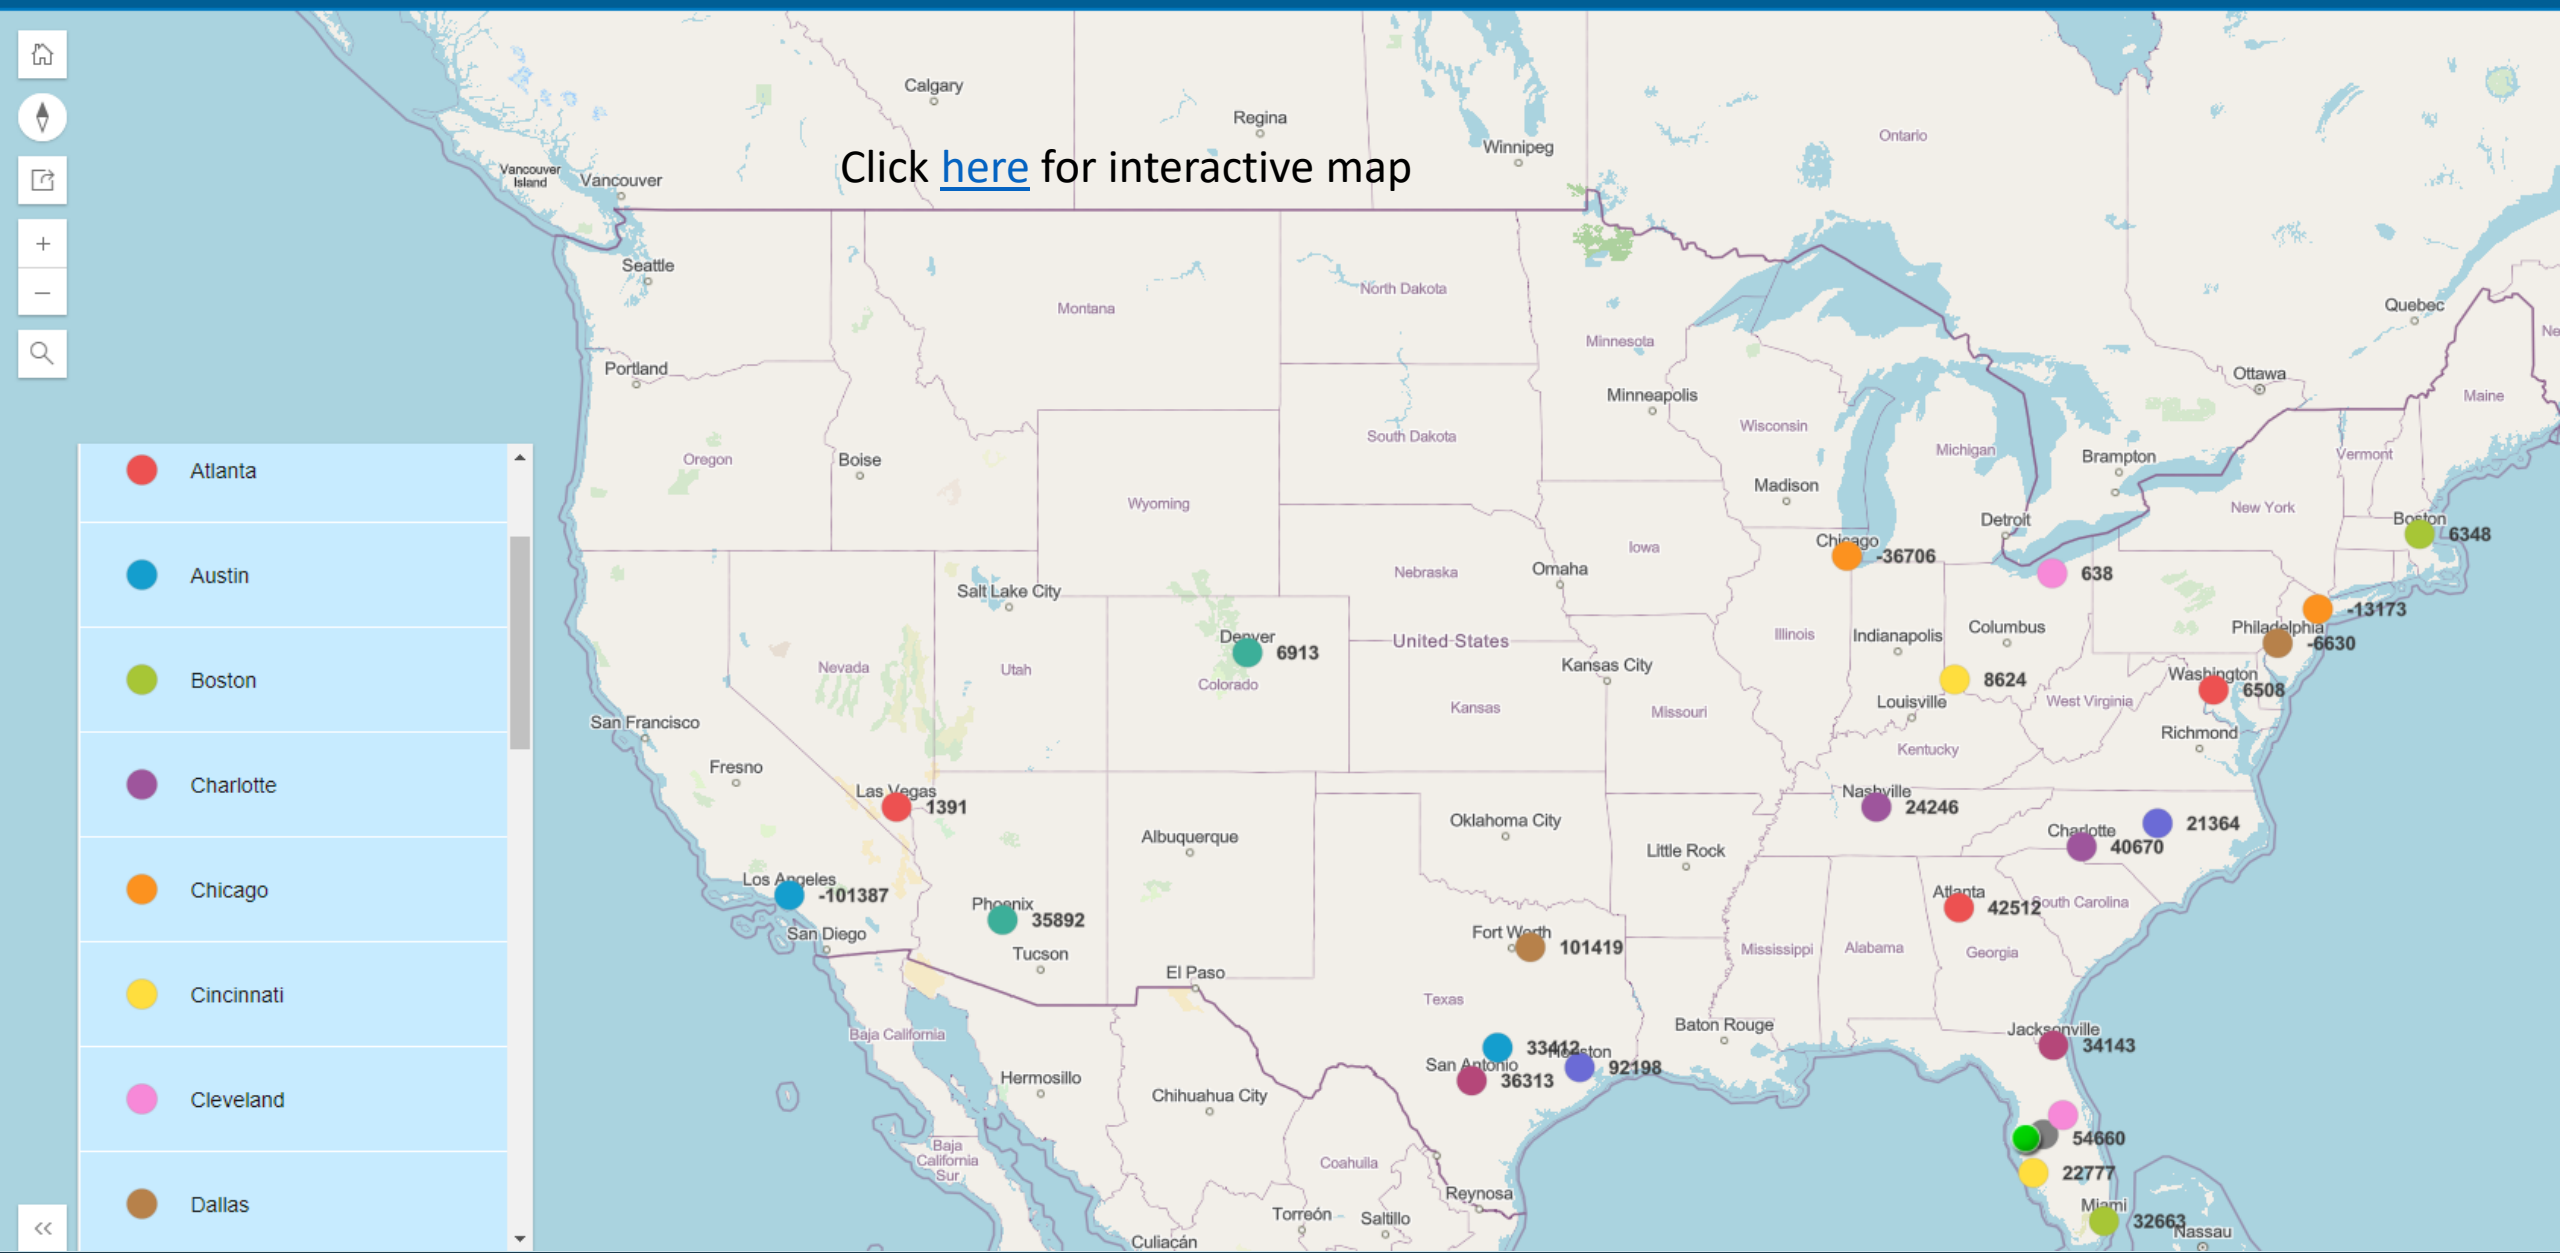 Calgary
Regina
Winnipeg
Ontario
Click here for interactive map
Vancouver
Island
Vancouver
Seattle
Montana
North Dakota
Quebec
Ne
Minnesota
Portland
Ottawa
Minneapolis
Maine
Wisconsin
South Dakota
Oregon
Boise
Michigan
Brampton
Vermont
Atlanta
Madison
Wyoming
New York
Detroit
Boston
6348
Chicago
-36706
Iowa
Nebraska
Omaha
638
Austin
Salt Lake City
-13173
Philadelphia
-6630
Denver
6913
United States
Illinois
Indianapolis
Columbus
Kansas City
Nevada
Utah
Colorado
8624
Washington
6508
Boston
Louisville
West Virginia
Kansas
Missouri
San Francisco
Richmond
Kentucky
Fresno
Charlotte
Las Vegas
1391
Nashville
24246
Oklahoma City
Albuquerque
21364
Charlotte
40670
Little Rock
Los Angeles
-101387
Chicago
Phoenix
35892
Atlanta
42512
South Carolina
San Diego
Fort Worth
101419
Mississippi
Alabama
Georgia
Tucson
El Paso
Cincinnati
Texas
Baja California
Baton Rouge
Jacksonville
34143
33412
Houston
92198
San Antonio
36313
Hermosillo
Chihuahua City
Cleveland
54660
Baja
California
Sur
Coahuila
22777
Reynosa
Dallas
Torreón
Saltillo
Miami
32663
Nassau
Culiacán